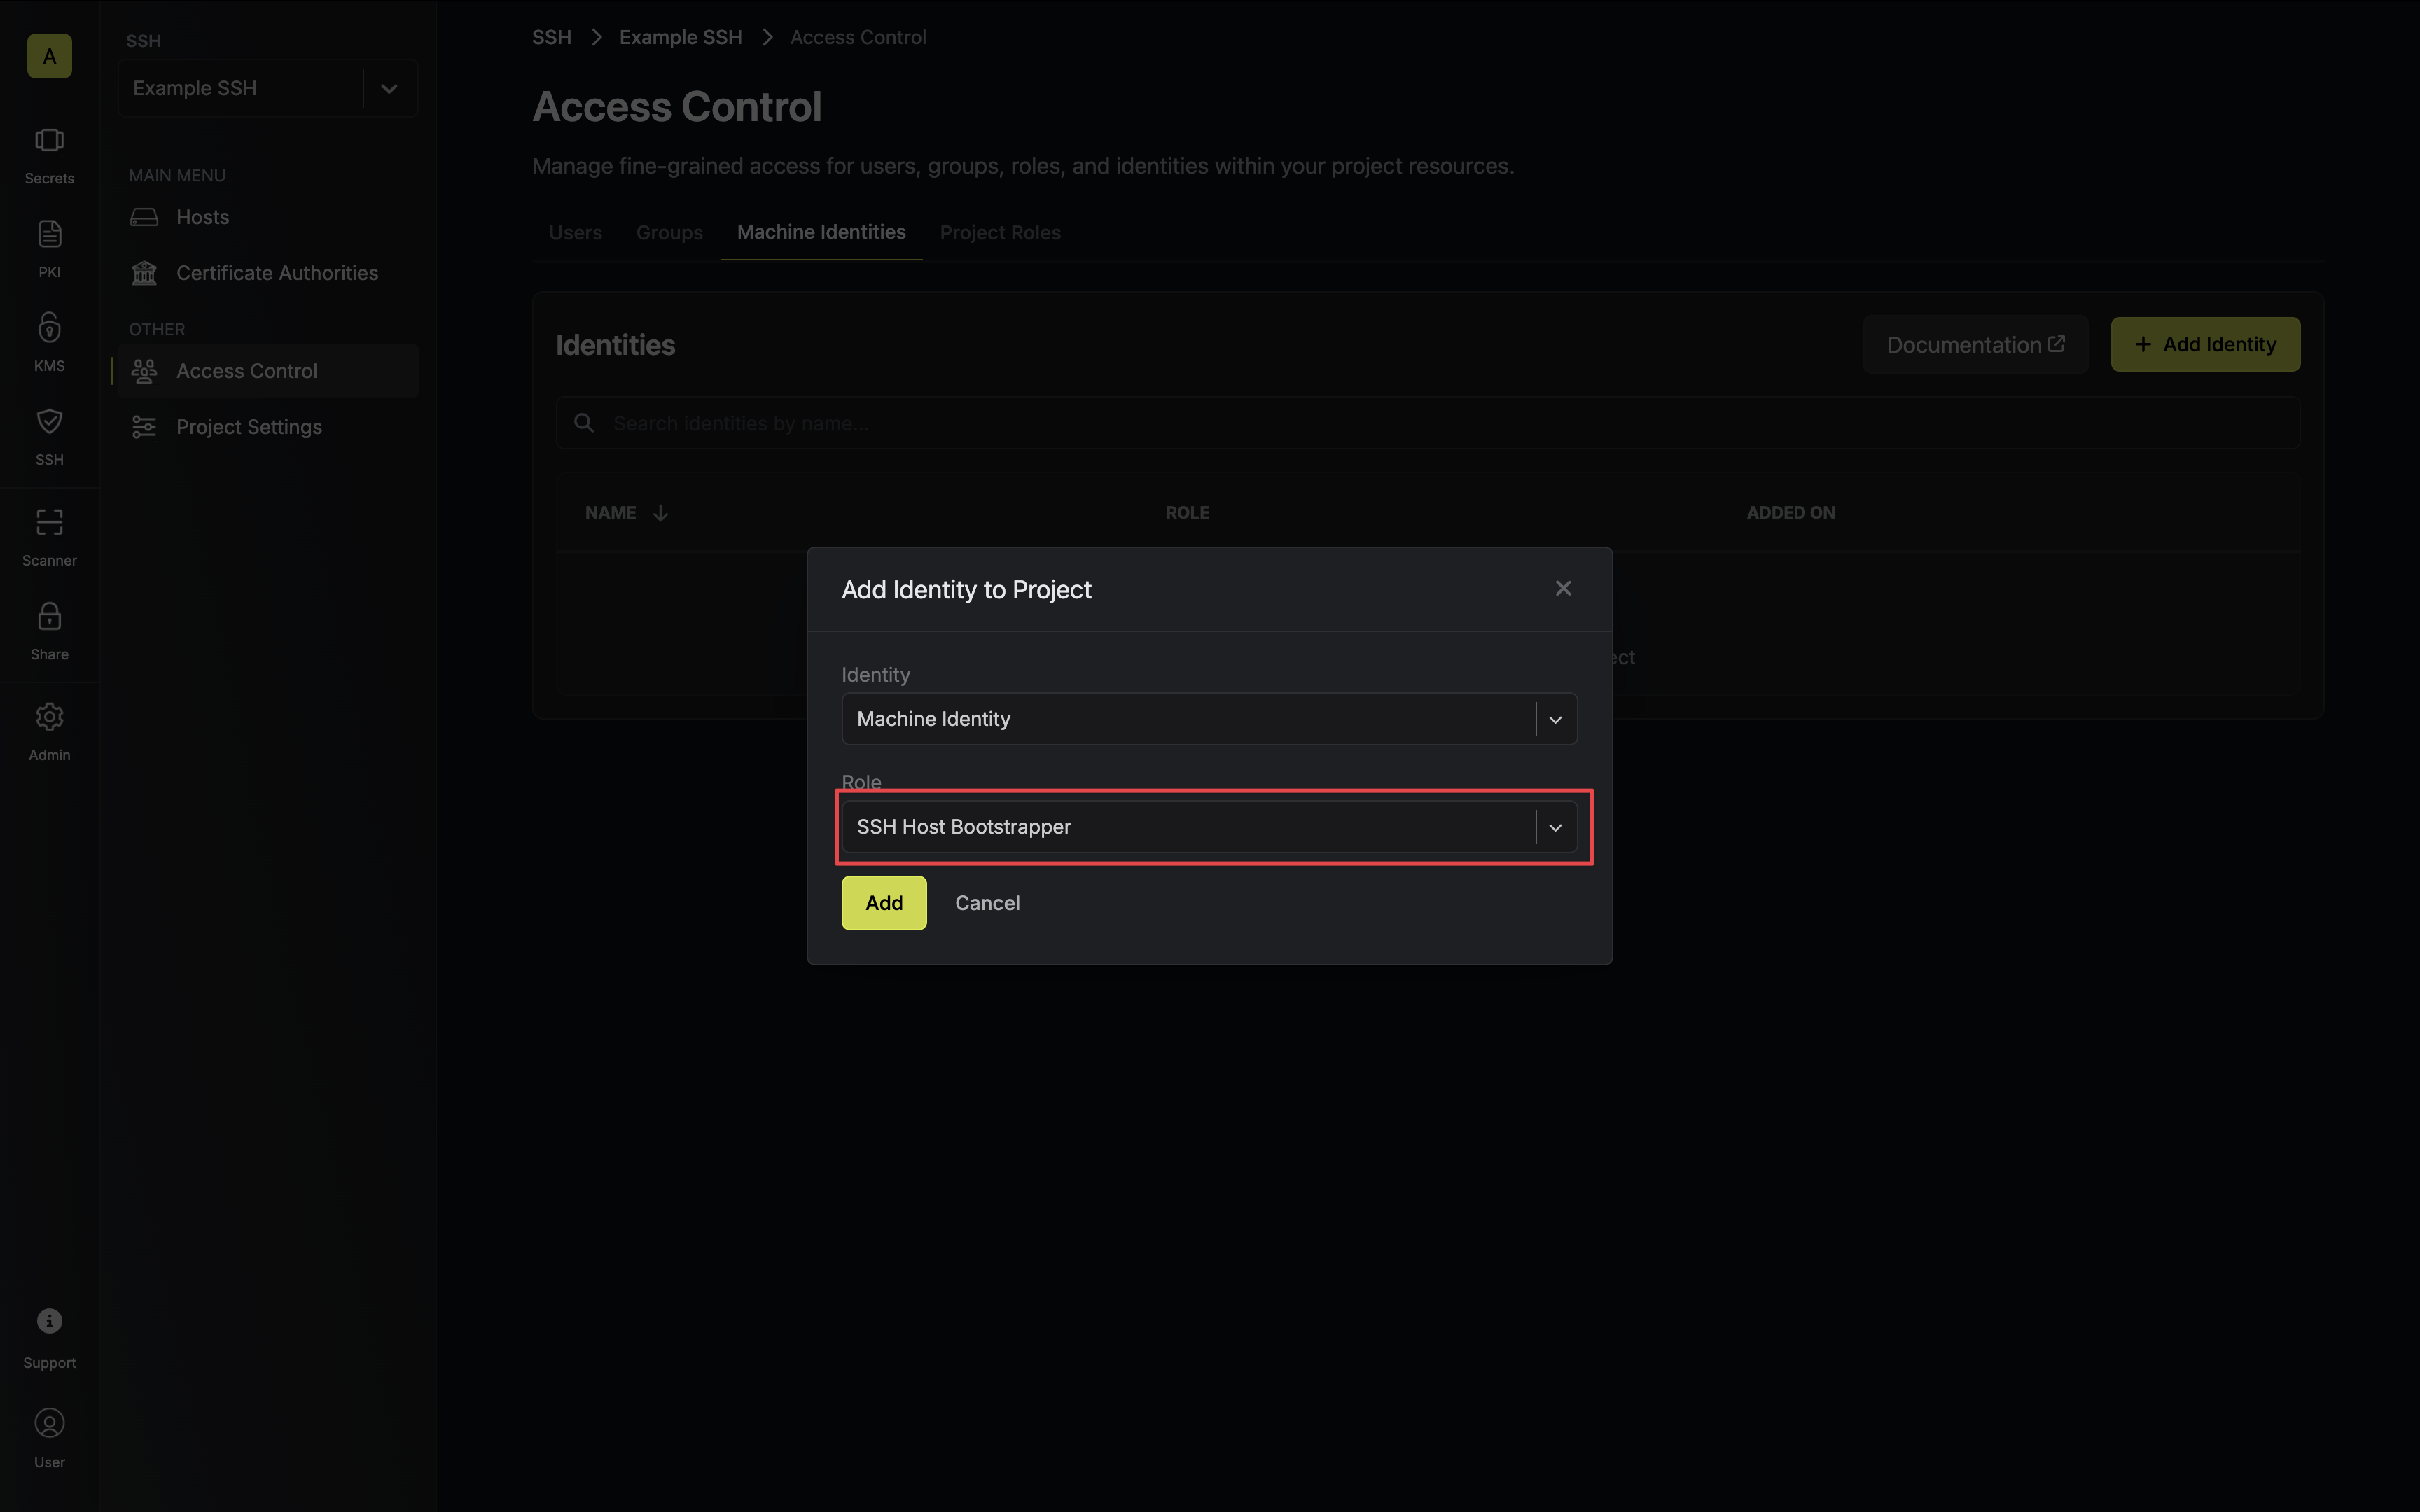 A
Secrets
PKI
KMS
SSH
Scanner
Share
Admin
Support
User
SSH
Example SSH
MAIN MENU
Hosts
Certificate Authorities
OTHER
Access Control
Project Settings
SSH > Example SSH > Access Control
Access Control
Manage fine-grained access for users, groups, roles, and identities within your project resources.
Users Groups Machine Identities Project Roles
Identities
Documentation
+ Add Identity
Search identities by name...
NAME ROLE ADDED ON
Add Identity to Project
Identity
Machine Identity
Role
SSH Host Bootstrapper
Add Cancel